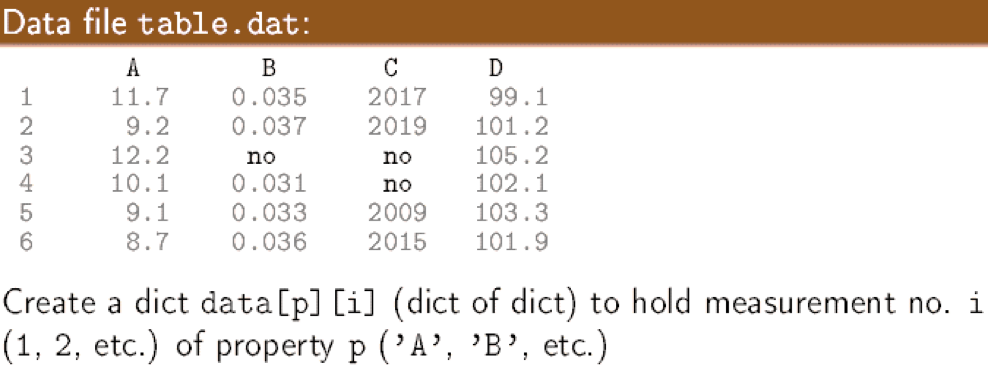 Data file table.dat:
A B C D
1 11.7 0.035 2017 99.1
2 9.2 0.037 2019 101.2
3 12.2 no no 105.2
4 10.1 0.031 no 102.1
5 9.1 0.033 2009 103.3
6 8.7 0.036 2015 101.9
Create a dict data[p][i] (dict of dict) to hold measurement no. i
(1, 2, etc.) of property p (’A’, ’B’, etc.)